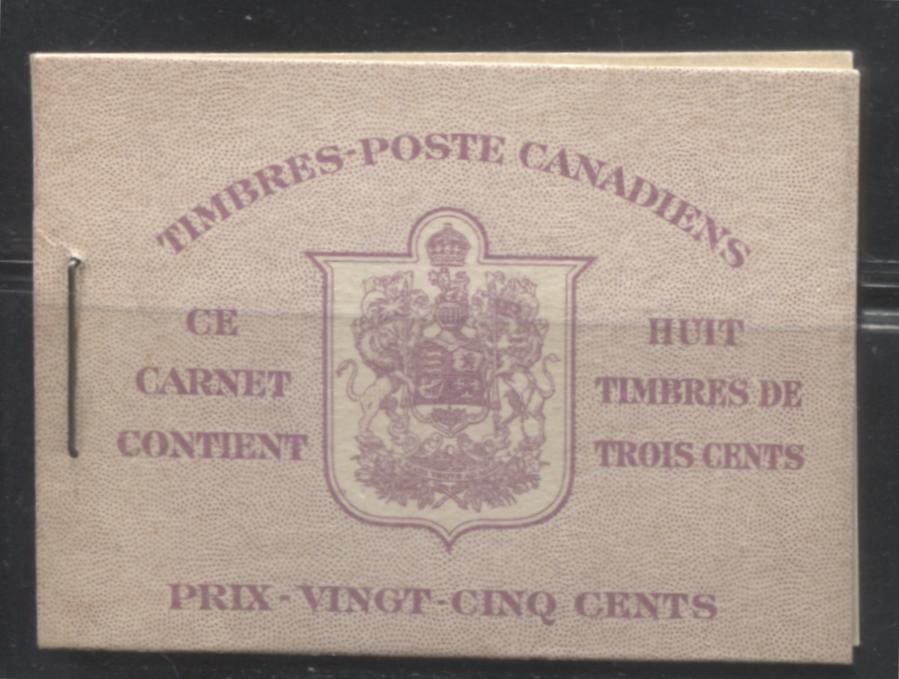 TIMBRES-POSTE CANADIENS
CE
CARNET
CONTIENT
HUIT
TIMBRES DE
TROIS CENTS
PRIX - VINGT-CINQ CENTS